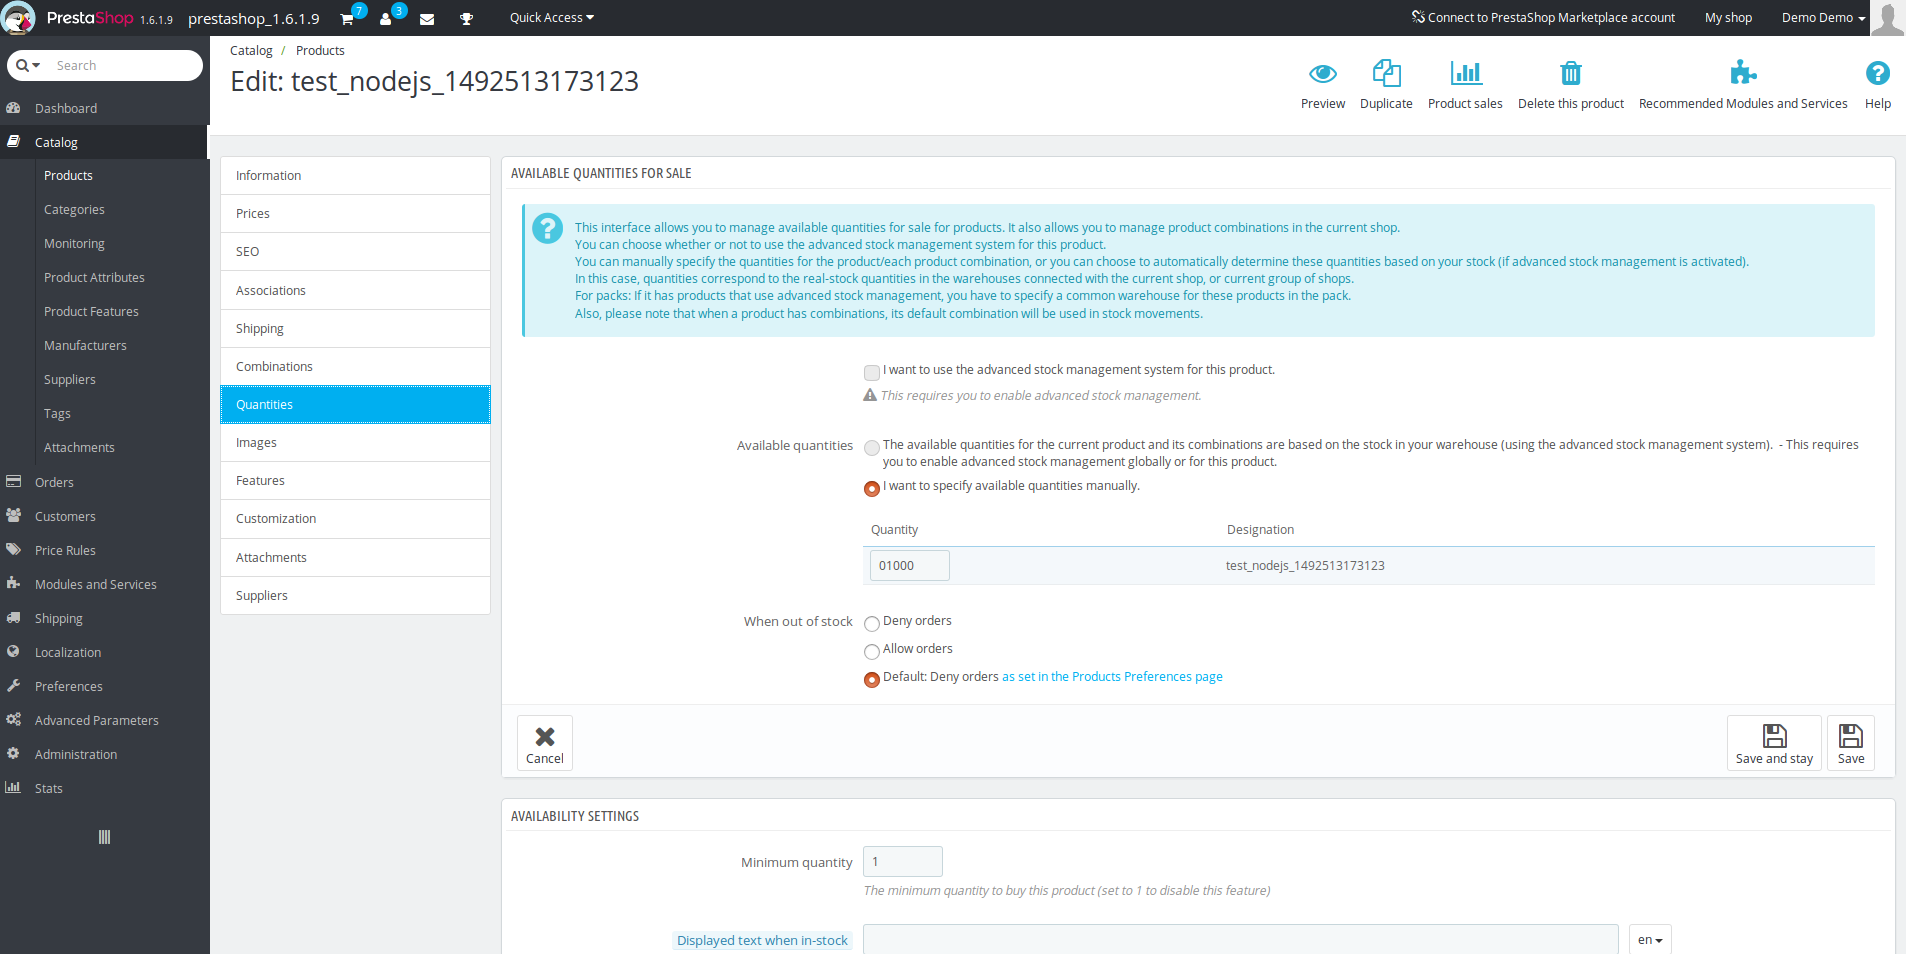 PrestaShop 1.6.1.9 prestashop_1.6.1.9 7 3 Quick Access Connect to PrestaShop Marketplace account My shop Demo Demo
Search
Dashboard
Catalog
Products
Categories
Monitoring
Product Attributes
Product Features
Manufacturers
Suppliers
Tags
Attachments
Orders
Customers
Price Rules
Modules and Services
Shipping
Localization
Preferences
Advanced Parameters
Administration
Stats
Catalog / Products
Edit: test_nodejs_1492513173123
Preview
Duplicate
Product sales
Delete this product
Recommended Modules and Services
Help
Information
Prices
SEO
Associations
Shipping
Combinations
Quantities
Images
Features
Customization
Attachments
Suppliers
AVAILABLE QUANTITIES FOR SALE
?
This interface allows you to manage available quantities for sale for products. It also allows you to manage product combinations in the current shop.
You can choose whether or not to use the advanced stock management system for this product.
You can manually specify the quantities for the product/each product combination, or you can choose to automatically determine these quantities based on your stock (if advanced stock management is activated).
In this case, quantities correspond to the real-stock quantities in the warehouses connected with the current shop, or current group of shops.
For packs: If it has products that use advanced stock management, you have to specify a common warehouse for these products in the pack.
Also, please note that when a product has combinations, its default combination will be used in stock movements.
I want to use the advanced stock management system for this product.
This requires you to enable advanced stock management.
Available quantities
The available quantities for the current product and its combinations are based on the stock in your warehouse (using the advanced stock management system). - This requires
you to enable advanced stock management globally or for this product.
I want to specify available quantities manually.
Quantity Designation
01000 test_nodejs_1492513173123
When out of stock
Deny orders
Allow orders
Default: Deny orders as set in the Products Preferences page
Cancel
Save and stay
Save
AVAILABILITY SETTINGS
Minimum quantity 1
The minimum quantity to buy this product (set to 1 to disable this feature)
Displayed text when in-stock en